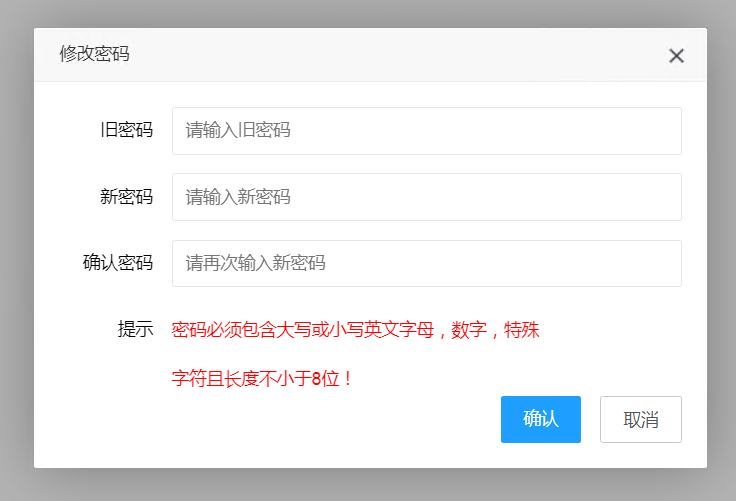 修改密码
旧密码 请输入旧密码
新密码 请输入新密码
确认密码 请再次输入新密码
提示 密码必须包含大写或小写英文字母，数字，特殊
字符且长度不小于8位！
确认 取消